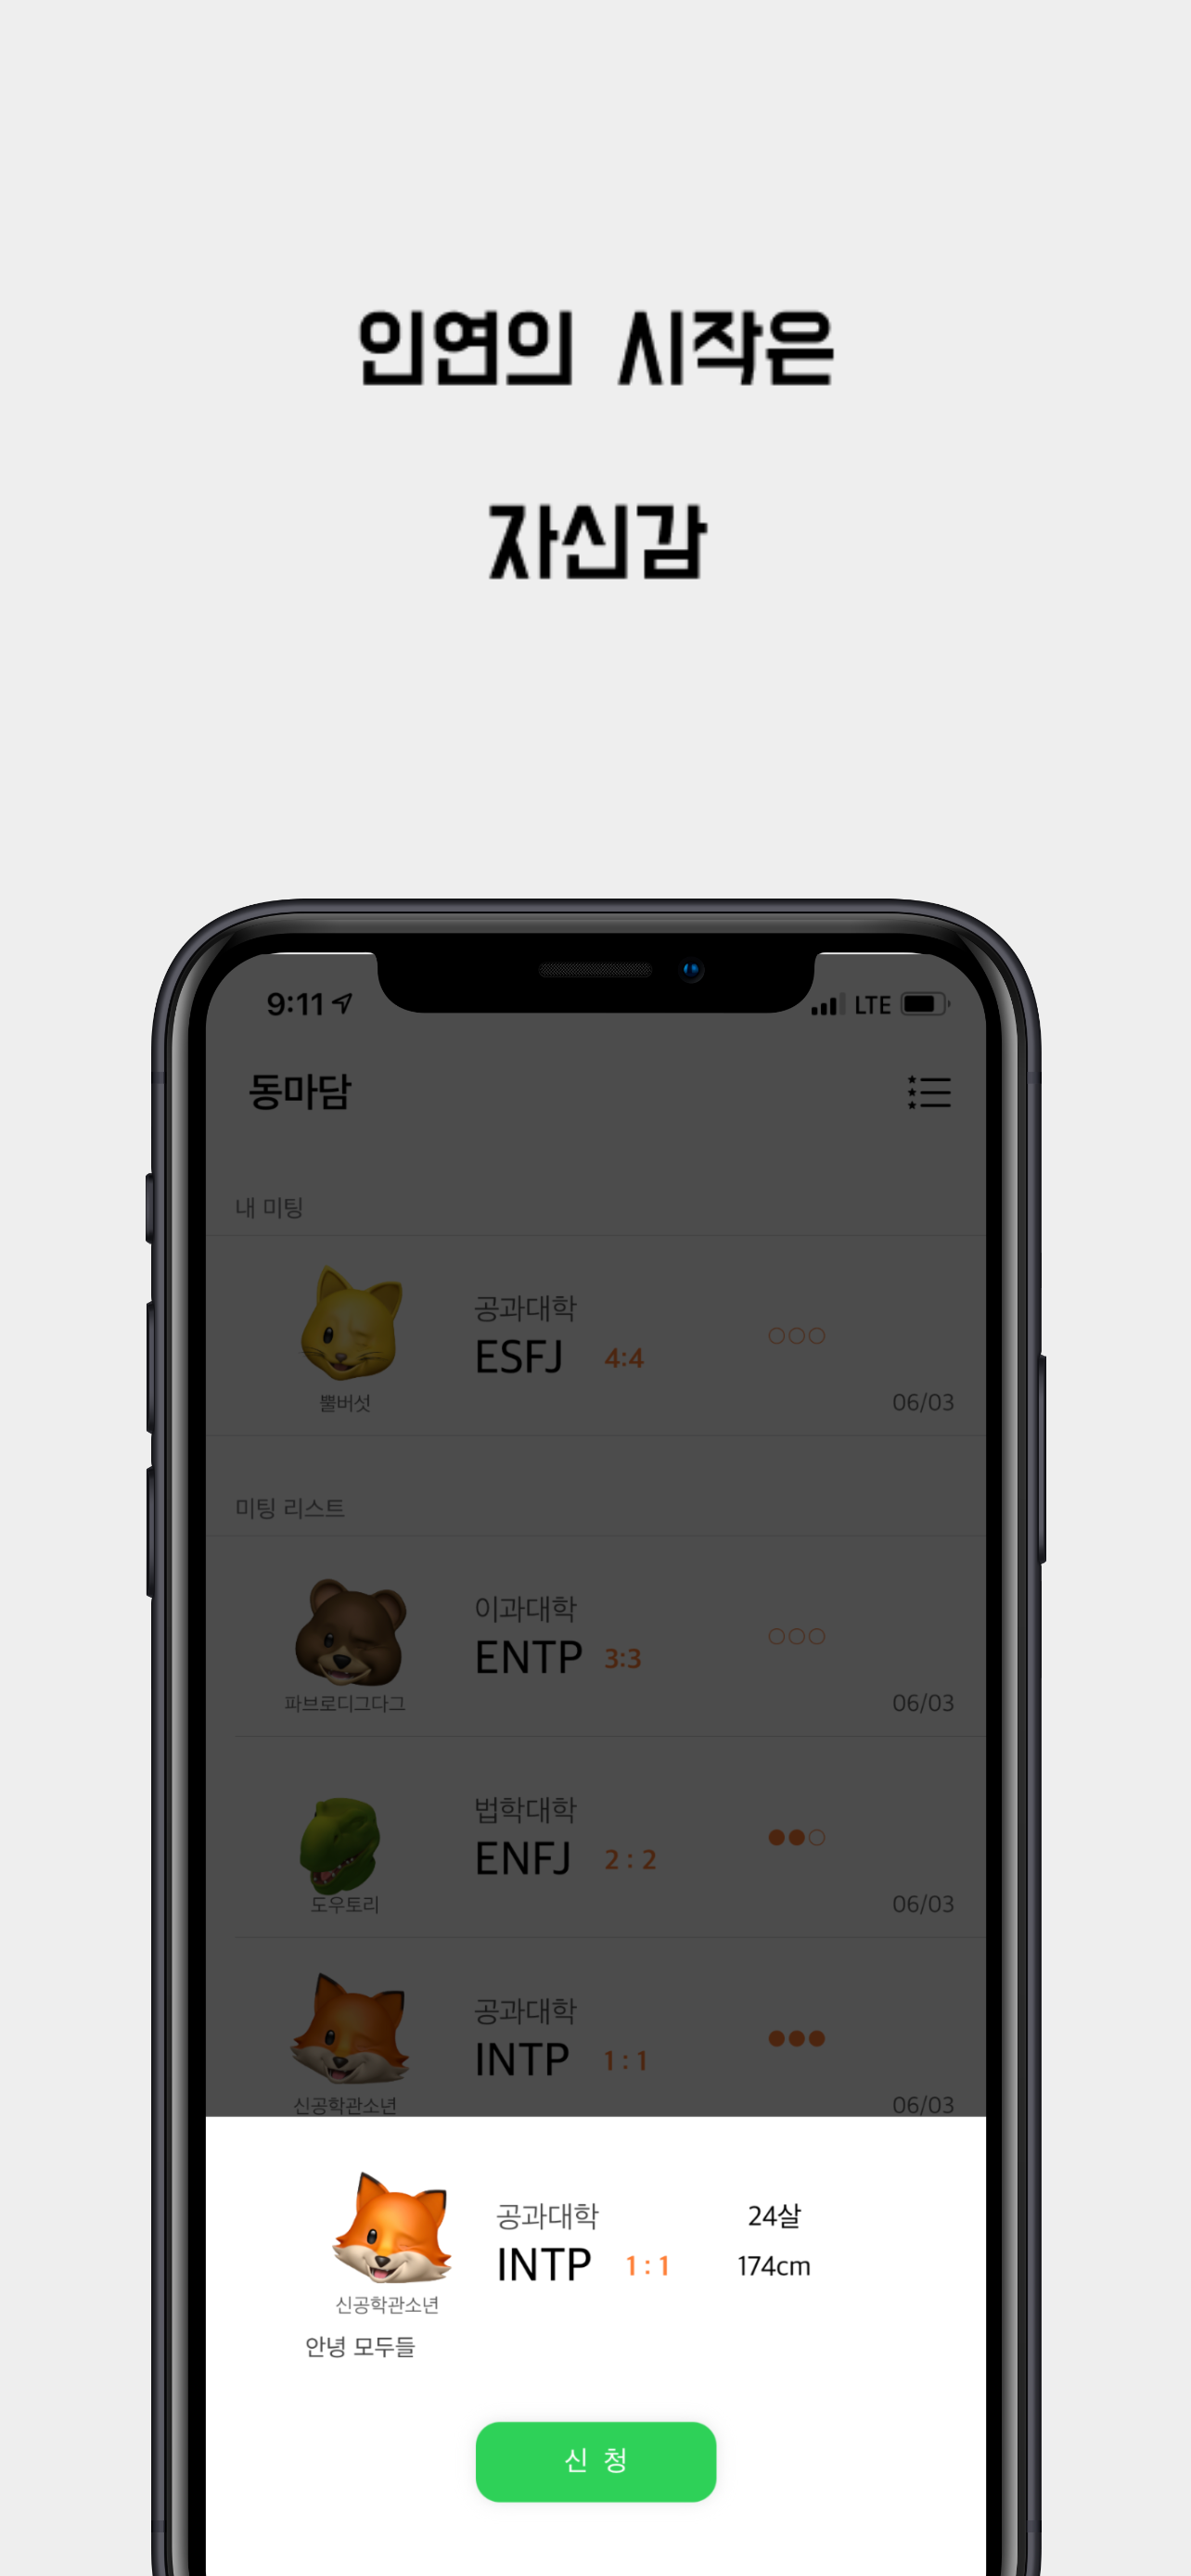 인연의 시작은
자신감
9:11 LTE
동마담
내 미팅
공과대학
ESFJ 4:4
뿔버섯
06/03
미팅 리스트
이과대학
ENTP 3:3
파브로디그다그
06/03
법학대학
ENFJ 2 : 2
도우토리
06/03
공과대학
INTP 1 : 1
신공학관소년
06/03
공과대학 24살
INTP 1 : 1 174cm
신공학관소년
안녕 모두들
신 청